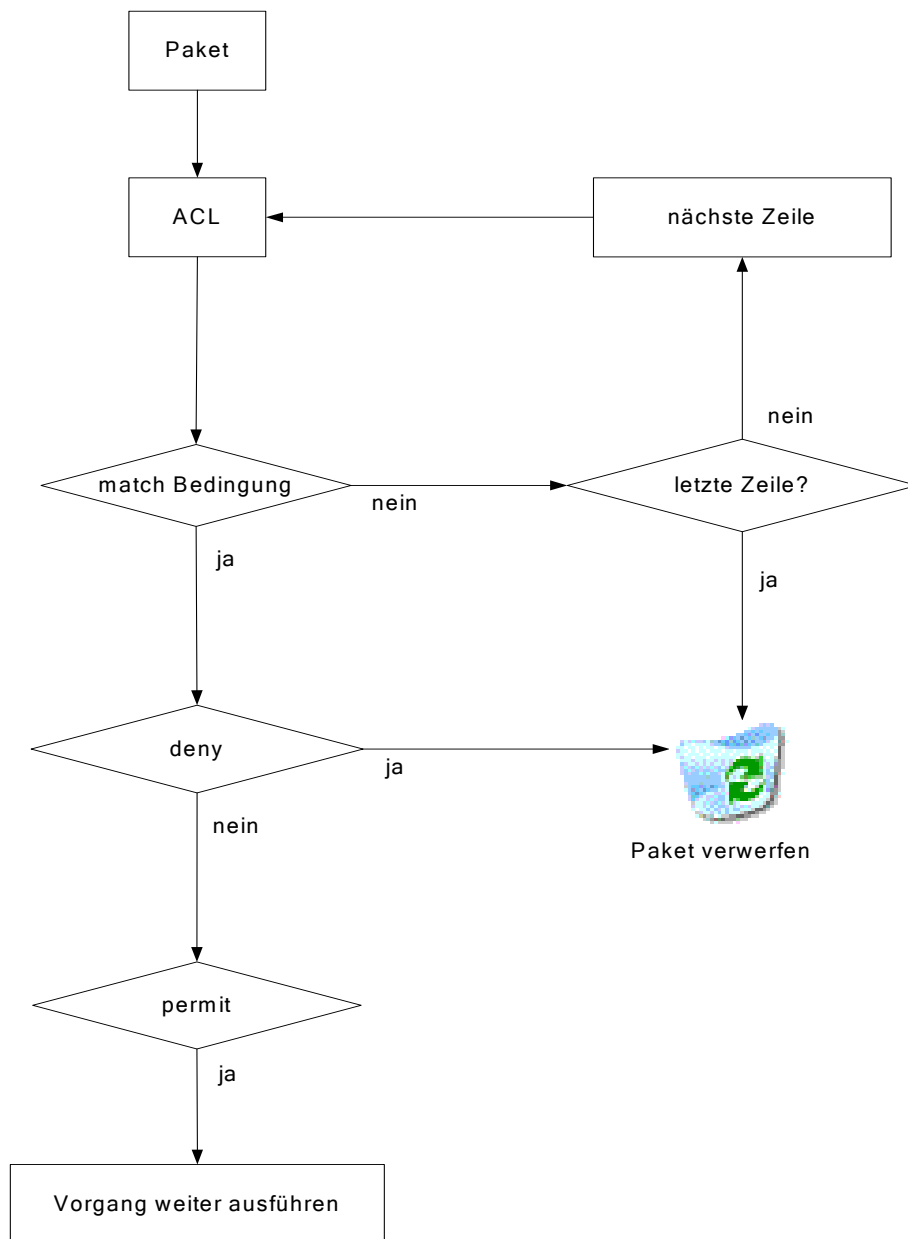 Paket
ACL
nächste Zeile
nein
match Bedingung
nein
letzte Zeile?
ja
ja
deny
ja
nein
Paket verwerfen
permit
ja
Vorgang weiter ausführen